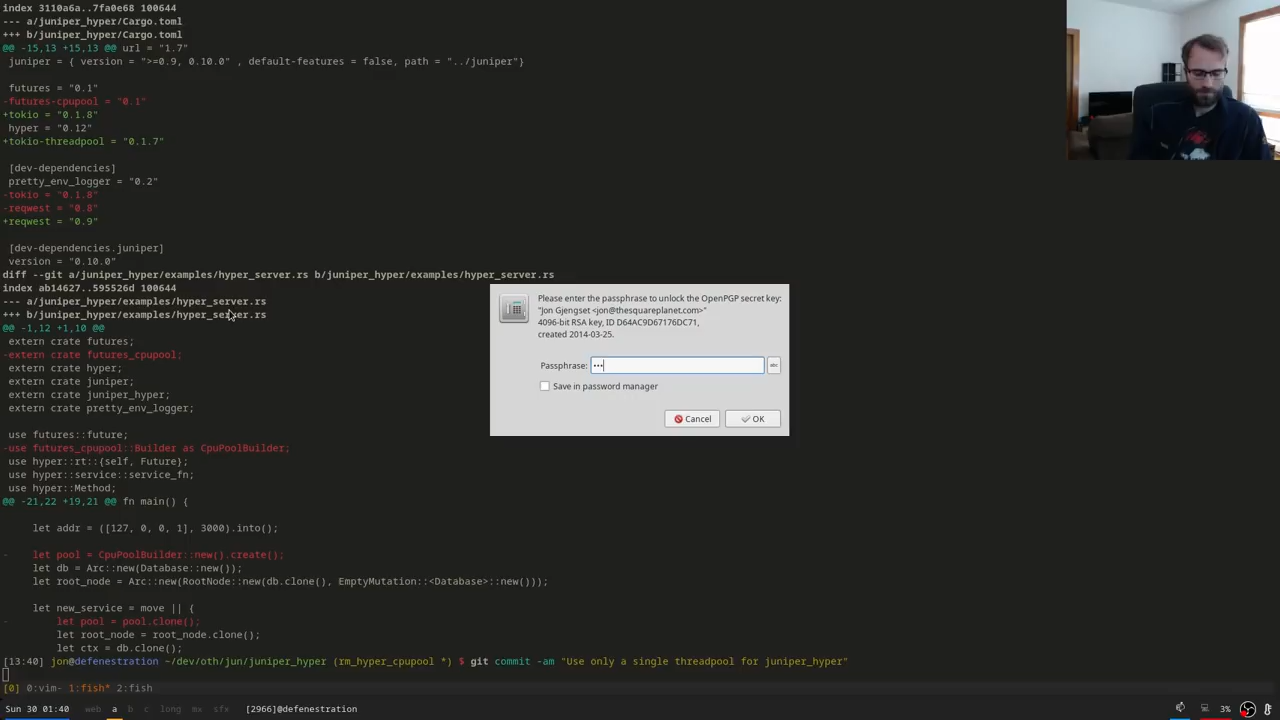 index 3110a6a..7fa0e68 100644
--- a/juniper_hyper/Cargo.toml
+++ b/juniper_hyper/Cargo.toml
@@ -15,13 +15,13 @@ url = "1.7"
 juniper = { version = ">=0.9, 0.10.0" , default-features = false, path = "../juniper"}
 futures = "0.1"
-futures-cpupool = "0.1"
+tokio = "0.1.8"
 hyper = "0.12"
+tokio-threadpool = "0.1.7"
 [dev-dependencies]
 pretty_env_logger = "0.2"
-tokio = "0.1.8"
-reqwest = "0.8"
+reqwest = "0.9"
 [dev-dependencies.juniper]
 version = "0.10.0"
diff --git a/juniper_hyper/examples/hyper_server.rs b/juniper_hyper/examples/hyper_server.rs
index ab14627..595526d 100644
--- a/juniper_hyper/examples/hyper_server.rs
+++ b/juniper_hyper/examples/hyper_server.rs
@@ -1,12 +1,10 @@
 extern crate futures;
-extern crate futures_cpupool;
 extern crate hyper;
 extern crate juniper;
 extern crate juniper_hyper;
 extern crate pretty_env_logger;
 use futures::future;
-use futures_cpupool::Builder as CpuPoolBuilder;
 use hyper::rt::{self, Future};
 use hyper::service::service_fn;
 use hyper::Method;
@@ -21,22 +19,21 @@ fn main() {
     let addr = ([127, 0, 0, 1], 3000).into();
-    let pool = CpuPoolBuilder::new().create();
     let db = Arc::new(Database::new());
     let root_node = Arc::new(RootNode::new(db.clone(), EmptyMutation::<Database>::new()));
     let new_service = move || {
-        let pool = pool.clone();
         let root_node = root_node.clone();
         let ctx = db.clone();
[13:40] jon@defenestration ~/dev/oth/jun/juniper_hyper (rm_hyper_cpupool *) $ git commit -am "Use only a single threadpool for juniper_hyper"
[0] 0:vim- 1:fish* 2:fish
Sun 30 01:40 web a b c long mx sfx [2966]@defenestration 3%
Please enter the passphrase to unlock the OpenPGP secret key:
"Jon Gjengset <jon@thesquareplanet.com>"
4096-bit RSA key, ID D64AC9D67176DC71,
created 2014-03-25.
Passphrase: •••
abc
Save in password manager
Cancel OK